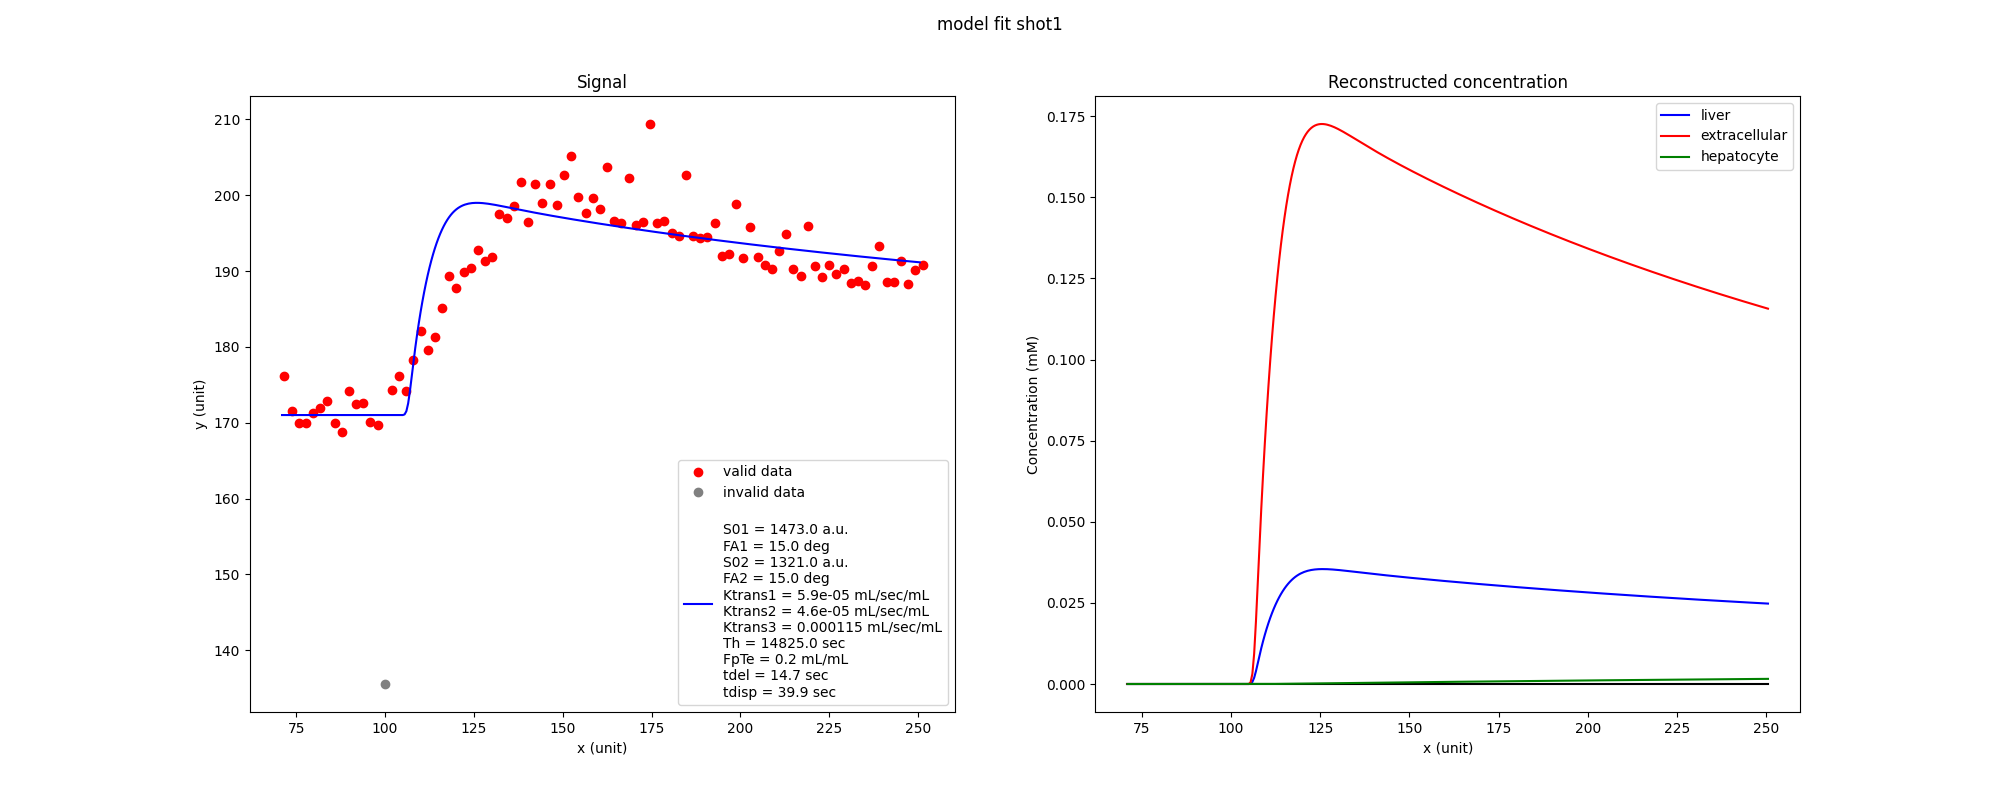 model fit shot1
Signal
y (unit)
210
200
190
180
170
160
150
140
75
100
125
150
175
200
225
250
x (unit)
valid data
invalid data
S01 = 1473.0 a.u.
FA1 = 15.0 deg
S02 = 1321.0 a.u.
FA2 = 15.0 deg
Ktrans1 = 5.9e-05 mL/sec/mL
Ktrans2 = 4.6e-05 mL/sec/mL
Ktrans3 = 0.000115 mL/sec/mL
Th = 14825.0 sec
FpTe = 0.2 mL/mL
tdel = 14.7 sec
tdisp = 39.9 sec
Reconstructed concentration
Concentration (mM)
0.175
0.150
0.125
0.100
0.075
0.050
0.025
0.000
75
100
125
150
175
200
225
250
x (unit)
liver
extracellular
hepatocyte